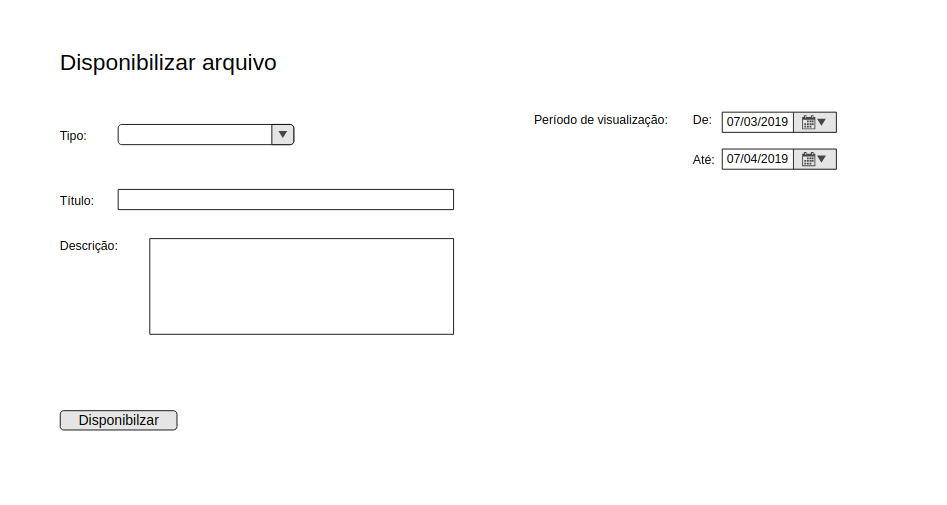 Disponibilizar arquivo
Tipo:
Período de visualização: De: 07/03/2019
Até: 07/04/2019
Título:
Descrição:
Disponibilzar